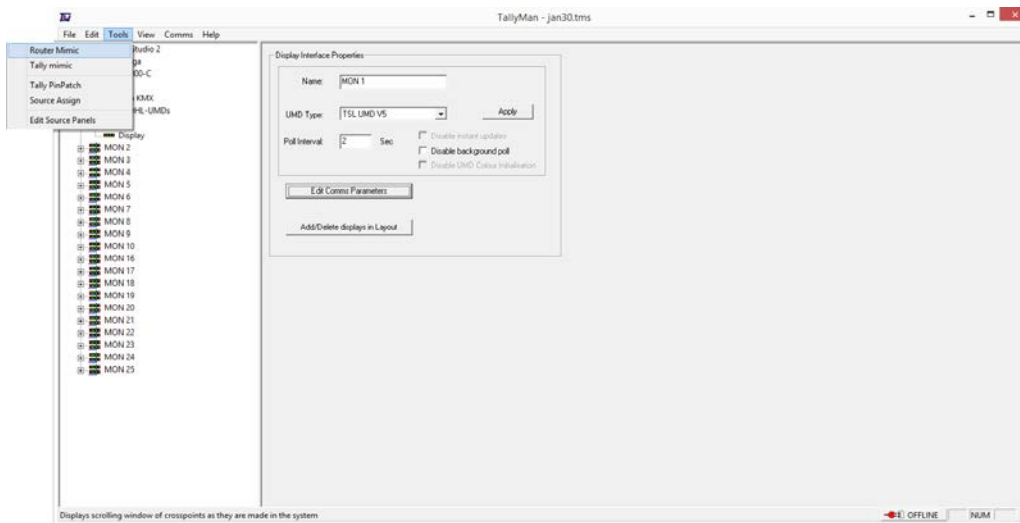 TallyMan - jan30.tms
File Edit Tools View Comms Help
Router Mimic
Tally mimic
Tally PinPatch
Source Assign
Edit Source Panels
Studio 2
00-C
KMX
HL-UMDs
Display
MON 2
MON 3
MON 4
MON 5
MON 6
MON 7
MON 8
MON 9
MON 10
MON 16
MON 17
MON 18
MON 19
MON 20
MON 21
MON 22
MON 23
MON 24
MON 25
Display Interface Properties
Name: MON 1
UMD Type: TSL UMD V5 Apply
Poll Interval: 2 Sec
Disable instant updates
Disable background poll
Disable UMD Colour Initialisation
Edit Comms Parameters
Add/Delete displays in Layout
Displays scrolling window of crosspoints as they are made in the system
OFFLINE NUM